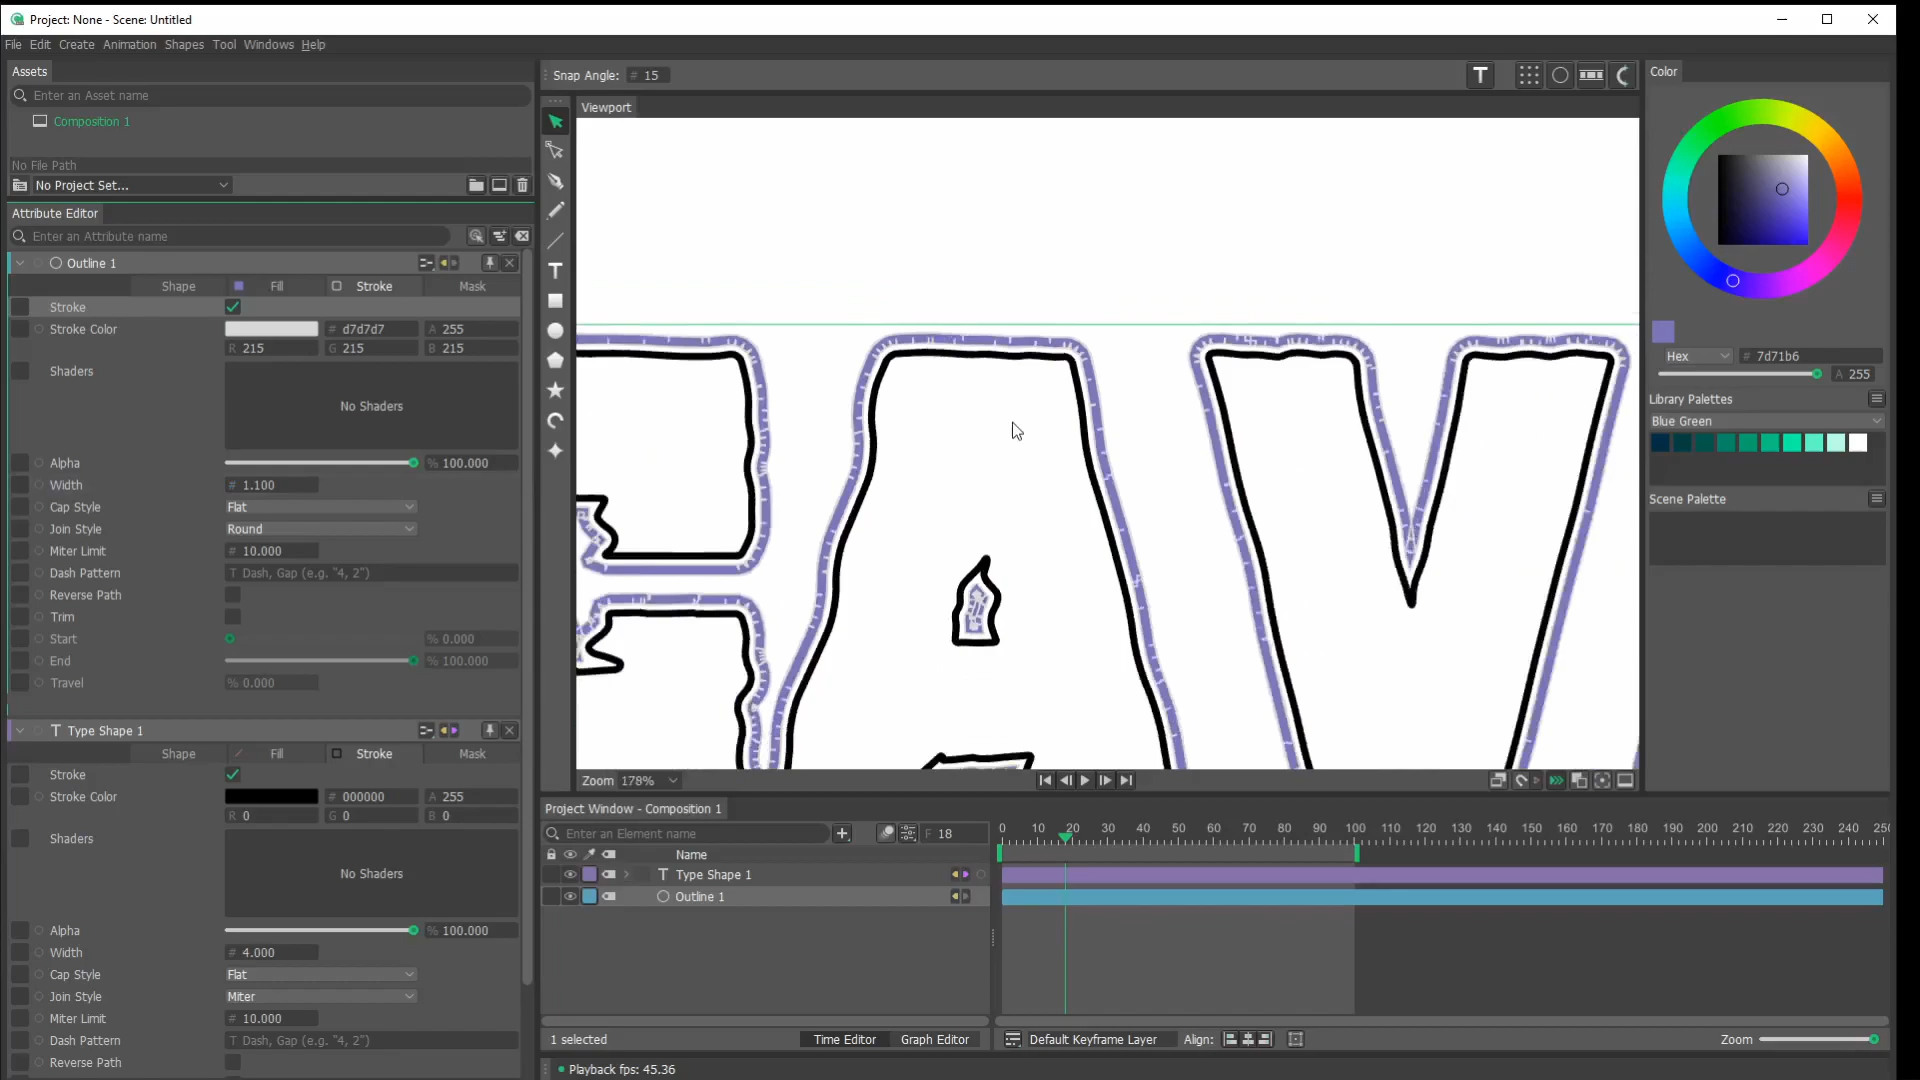 Project: None - Scene: Untitled
File Edit Create Animation Shapes Tool Windows Help
Assets
Enter an Asset name
Composition 1
No File Path
No Project Set...
Attribute Editor
Enter an Attribute name
Outline 1
Shape Fill Stroke Mask
Stroke
Stroke Color # d7d7d7 A 255
R 215 G 215 B 215
Shaders
No Shaders
Alpha % 100.000
Width # 1.100
Cap Style Flat
Join Style Round
Miter Limit # 10.000
Dash Pattern T Dash, Gap (e.g. "4, 2")
Reverse Path
Trim
Start % 0.000
End % 100.000
Travel % 0.000
T Type Shape 1
Shape Fill Stroke Mask
Stroke
Stroke Color # 000000 A 255
R 0 G 0 B 0
Shaders
No Shaders
Alpha % 100.000
Width # 4.000
Cap Style Flat
Join Style Miter
Miter Limit # 10.000
Dash Pattern T Dash, Gap (e.g. "4, 2")
Reverse Path
Snap Angle: # 15
T
Viewport
T
AV
Zoom 178%
Color
Hex # 7d71b6
A 255
Library Palettes
Blue Green
Scene Palette
Project Window - Composition 1
Enter an Element name
F 18
Name
T Type Shape 1
Outline 1
0 10 20 30 40 50 60 70 80 90 100 110 120 130 140 150 160 170 180 190 200 210 220 230 240 250
1 selected
Time Editor Graph Editor
Default Keyframe Layer Align: Zoom
Playback fps: 45.36